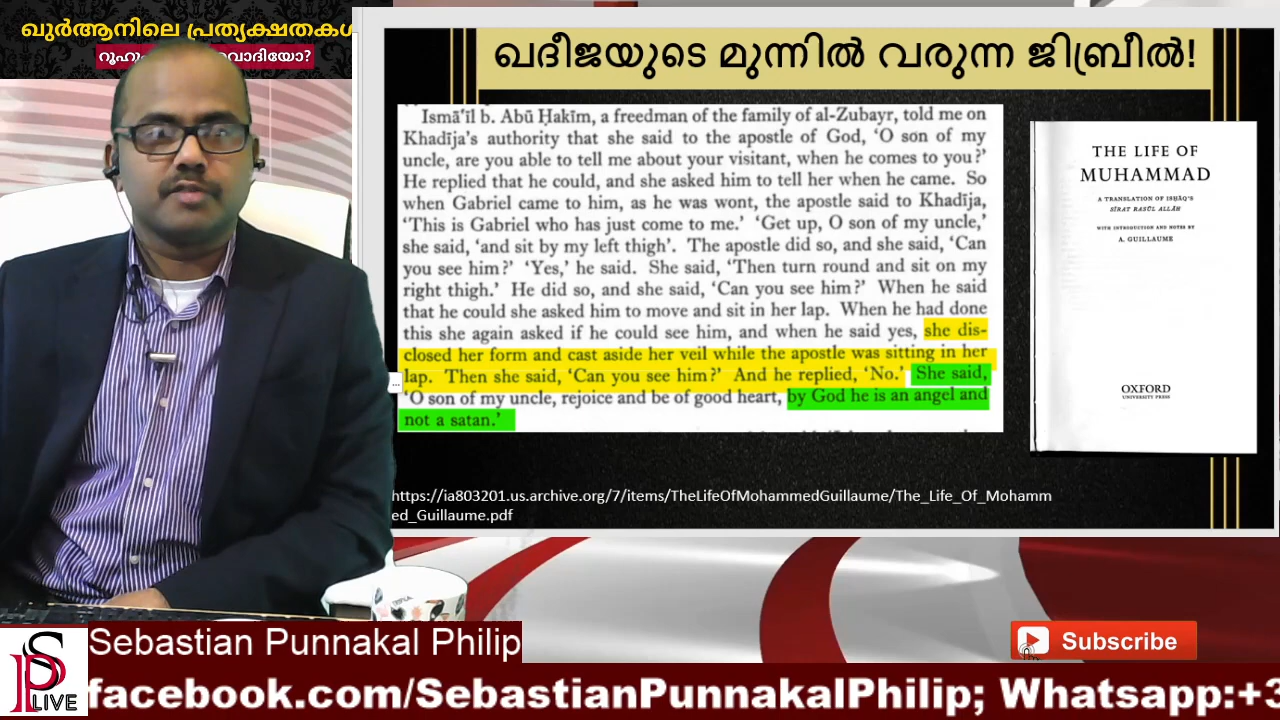 ഖുർആനിലെ പ്രത്യക്ഷതകൾ
ഖദീജയുടെ മുന്നിൽ വരുന്ന ജിബ്രീൽ!
Ismā'īl b. Abū Ḥakīm, a freedman of the family of al-Zubayr, told me on
Khadīja's authority that she said to the apostle of God, 'O son of my
uncle, are you able to tell me about your visitant, when he comes to you?'
He replied that he could, and she asked him to tell her when he came. So
when Gabriel came to him, as he was wont, the apostle said to Khadīja,
'This is Gabriel who has just come to me.' 'Get up, O son of my uncle,'
she said, 'and sit by my left thigh'. The apostle did so, and she said, 'Can
you see him?' 'Yes,' he said. She said, 'Then turn round and sit on my
right thigh.' He did so, and she said, 'Can you see him?' When he said
that he could she asked him to move and sit in her lap. When he had done
this she again asked if he could see him, and when he said yes, she dis-
closed her form and cast aside her veil while the apostle was sitting in her
lap. Then she said, 'Can you see him?' And he replied, 'No.' She said,
'O son of my uncle, rejoice and be of good heart, by God he is an angel and
not a satan.'
THE LIFE OF
MUHAMMAD
A TRANSLATION OF ISḤĀQ'S
SĪRAT RASŪL ALLĀH
WITH INTRODUCTION AND NOTES BY
A. GUILLAUME
OXFORD
UNIVERSITY PRESS
https://ia803201.us.archive.org/7/items/TheLifeOfMohammedGuillaume/The_Life_Of_Mohamm
ed_Guillaume.pdf
Sebastian Punnakal Philip
Subscribe
SP LIVE
facebook.com/SebastianPunnakalPhilip; Whatsapp:+3